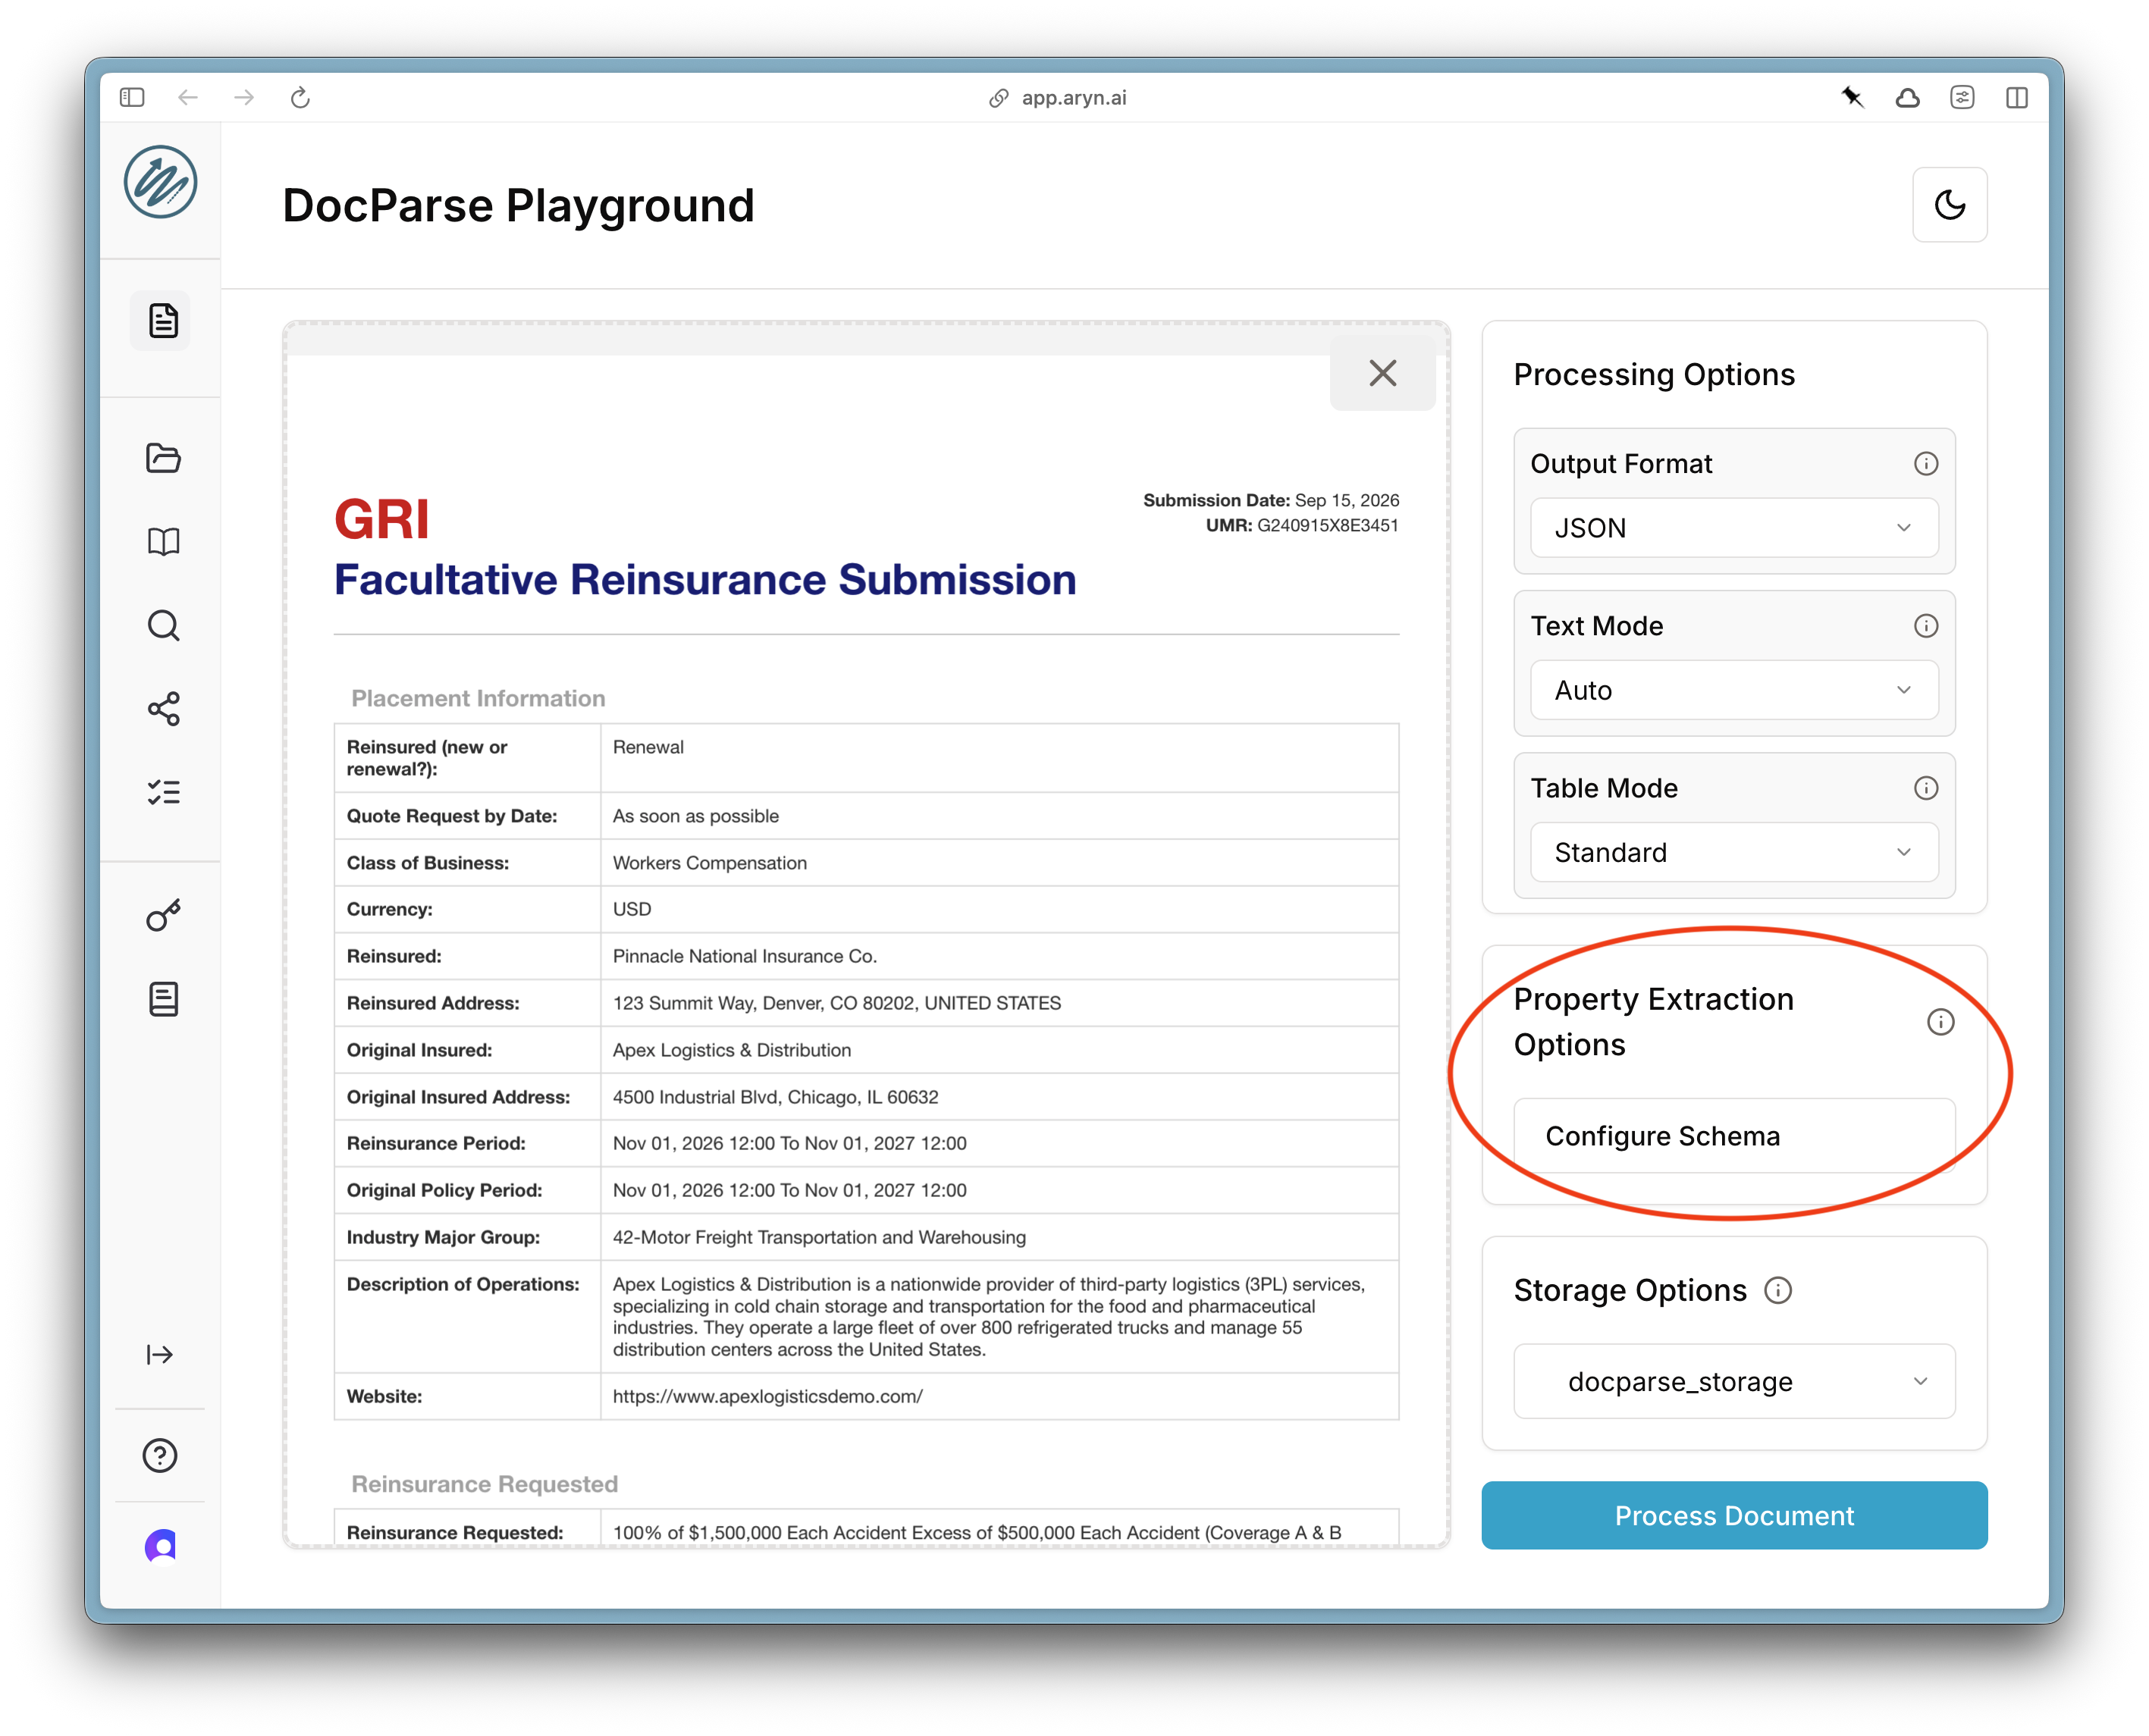 app.aryn.ai
DocParse Playground
GRI
Submission Date: Sep 15, 2026
UMR: G240915X8E3451
Facultative Reinsurance Submission
Placement Information
Reinsured (new or
renewal?):
Renewal
Quote Request by Date:
As soon as possible
Class of Business:
Workers Compensation
Currency:
USD
Reinsured:
Pinnacle National Insurance Co.
Reinsured Address:
123 Summit Way, Denver, CO 80202, UNITED STATES
Original Insured:
Apex Logistics & Distribution
Original Insured Address:
4500 Industrial Blvd, Chicago, IL 60632
Reinsurance Period:
Nov 01, 2026 12:00 To Nov 01, 2027 12:00
Original Policy Period:
Nov 01, 2026 12:00 To Nov 01, 2027 12:00
Industry Major Group:
42-Motor Freight Transportation and Warehousing
Description of Operations:
Apex Logistics & Distribution is a nationwide provider of third-party logistics (3PL) services,
specializing in cold chain storage and transportation for the food and pharmaceutical
industries. They operate a large fleet of over 800 refrigerated trucks and manage 55
distribution centers across the United States.
Website:
https://www.apexlogisticsdemo.com/
Reinsurance Requested
Reinsurance Requested:
100% of $1,500,000 Each Accident Excess of $500,000 Each Accident (Coverage A & B
Processing Options
Output Format
JSON
Text Mode
Auto
Table Mode
Standard
Property Extraction
Options
Configure Schema
Storage Options
docparse_storage
Process Document